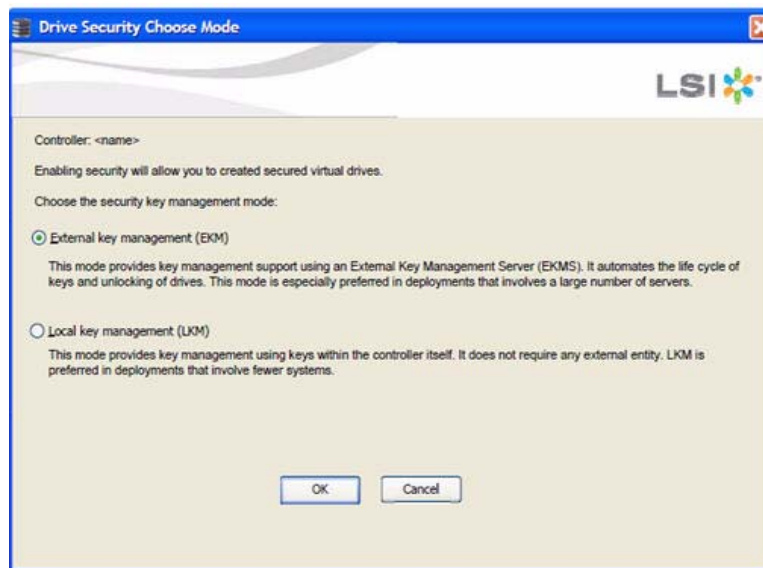 Drive Security Choose Mode
LSI
Controller: <name>
Enabling security will allow you to created secured virtual drives.
Choose the security key management mode:
External key management (EKM)
This mode provides key management support using an External Key Management Server (EKMS). It automates the life cycle of
keys and unlocking of drives. This mode is especially preferred in deployments that involves a large number of servers.
Local key management (LKM)
This mode provides key management using keys within the controller itself. It does not require any external entity. LKM is
preferred in deployments that involve fewer systems.
OK
Cancel